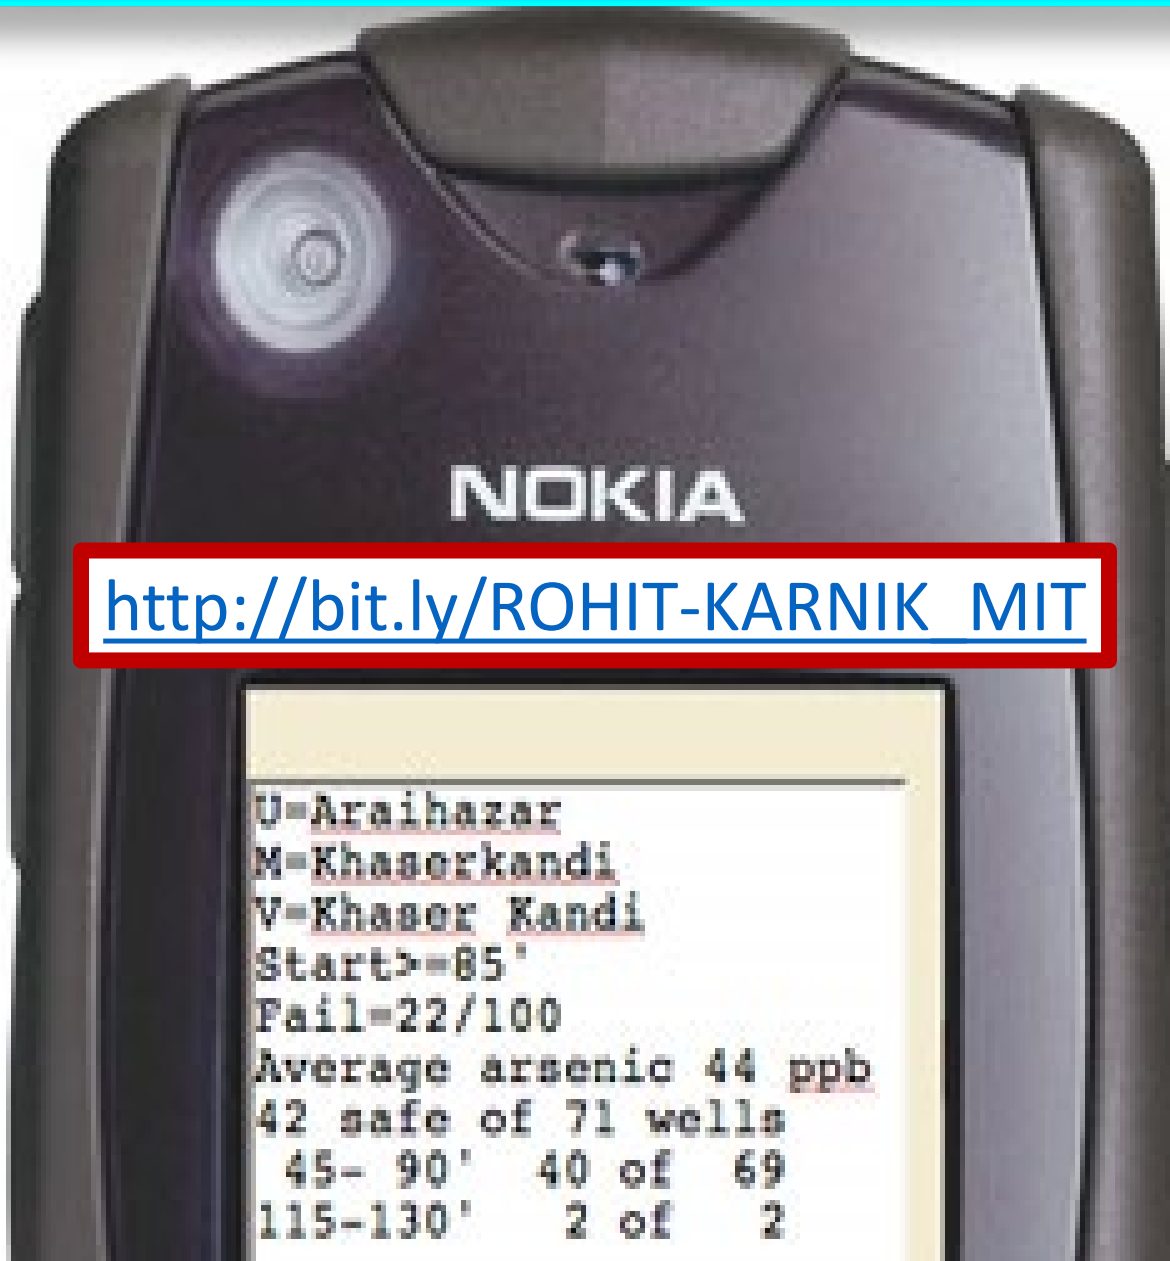 NOKIA
http://bit.ly/ROHIT-KARNIK_MIT
U=Araihazar
M=Khaserkandi
V=Khaser Kandi
Start>=85'
Fail=22/100
Average arsenic 44 ppb
42 safe of 71 wells
45- 90' 40 of 69
115-130' 2 of 2